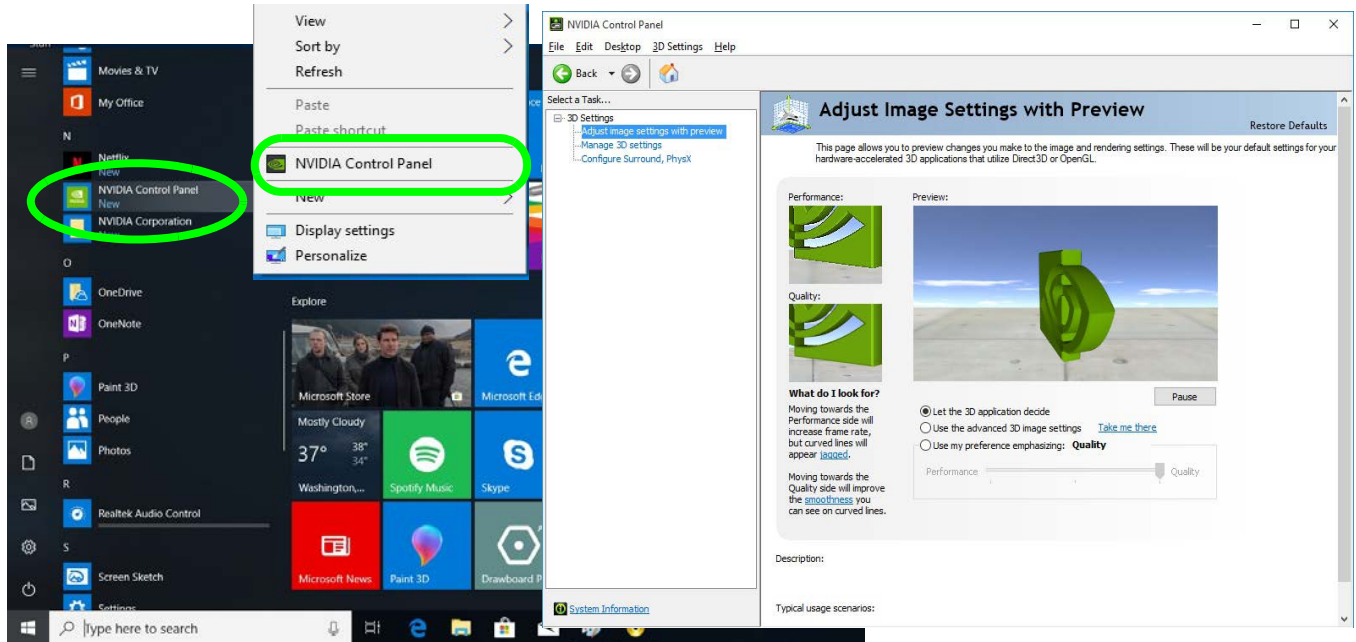 Movies & TV
My Office
N
Netflix
New
NVIDIA Control Panel
New
NVIDIA Corporation
New
O
OneDrive
OneNote
P
Paint 3D
People
Photos
R
Realtek Audio Control
S
Screen Sketch
Settings
Type here to search
View
Sort by
Refresh
Paste
Paste shortcut
NVIDIA Control Panel
New
Display settings
Personalize
Explore
Microsoft Store
Microsoft Ed
Mostly Cloudy
37° 38°
34°
Washington,...
Spotify Music
Skype
Microsoft News
Paint 3D
Drawboard P
NVIDIA Control Panel
File Edit Desktop 3D Settings Help
Back
Select a Task...
3D Settings
Adjust image settings with preview
Manage 3D settings
Configure Surround, PhysX
System Information
Adjust Image Settings with Preview
Restore Defaults
This page allows you to preview changes you make to the image and rendering settings. These will be your default settings for your
hardware-accelerated 3D applications that utilize Direct3D or OpenGL.
Performance:
Preview:
Quality:
What do I look for?
Moving towards the
Performance side will
increase frame rate,
but curved lines will
appear jagged.
Moving towards the
Quality side will improve
the smoothness you
can see on curved lines.
Pause
Let the 3D application decide
Use the advanced 3D image settings Take me there
Use my preference emphasizing: Quality
Performance Quality
Description:
Typical usage scenarios: